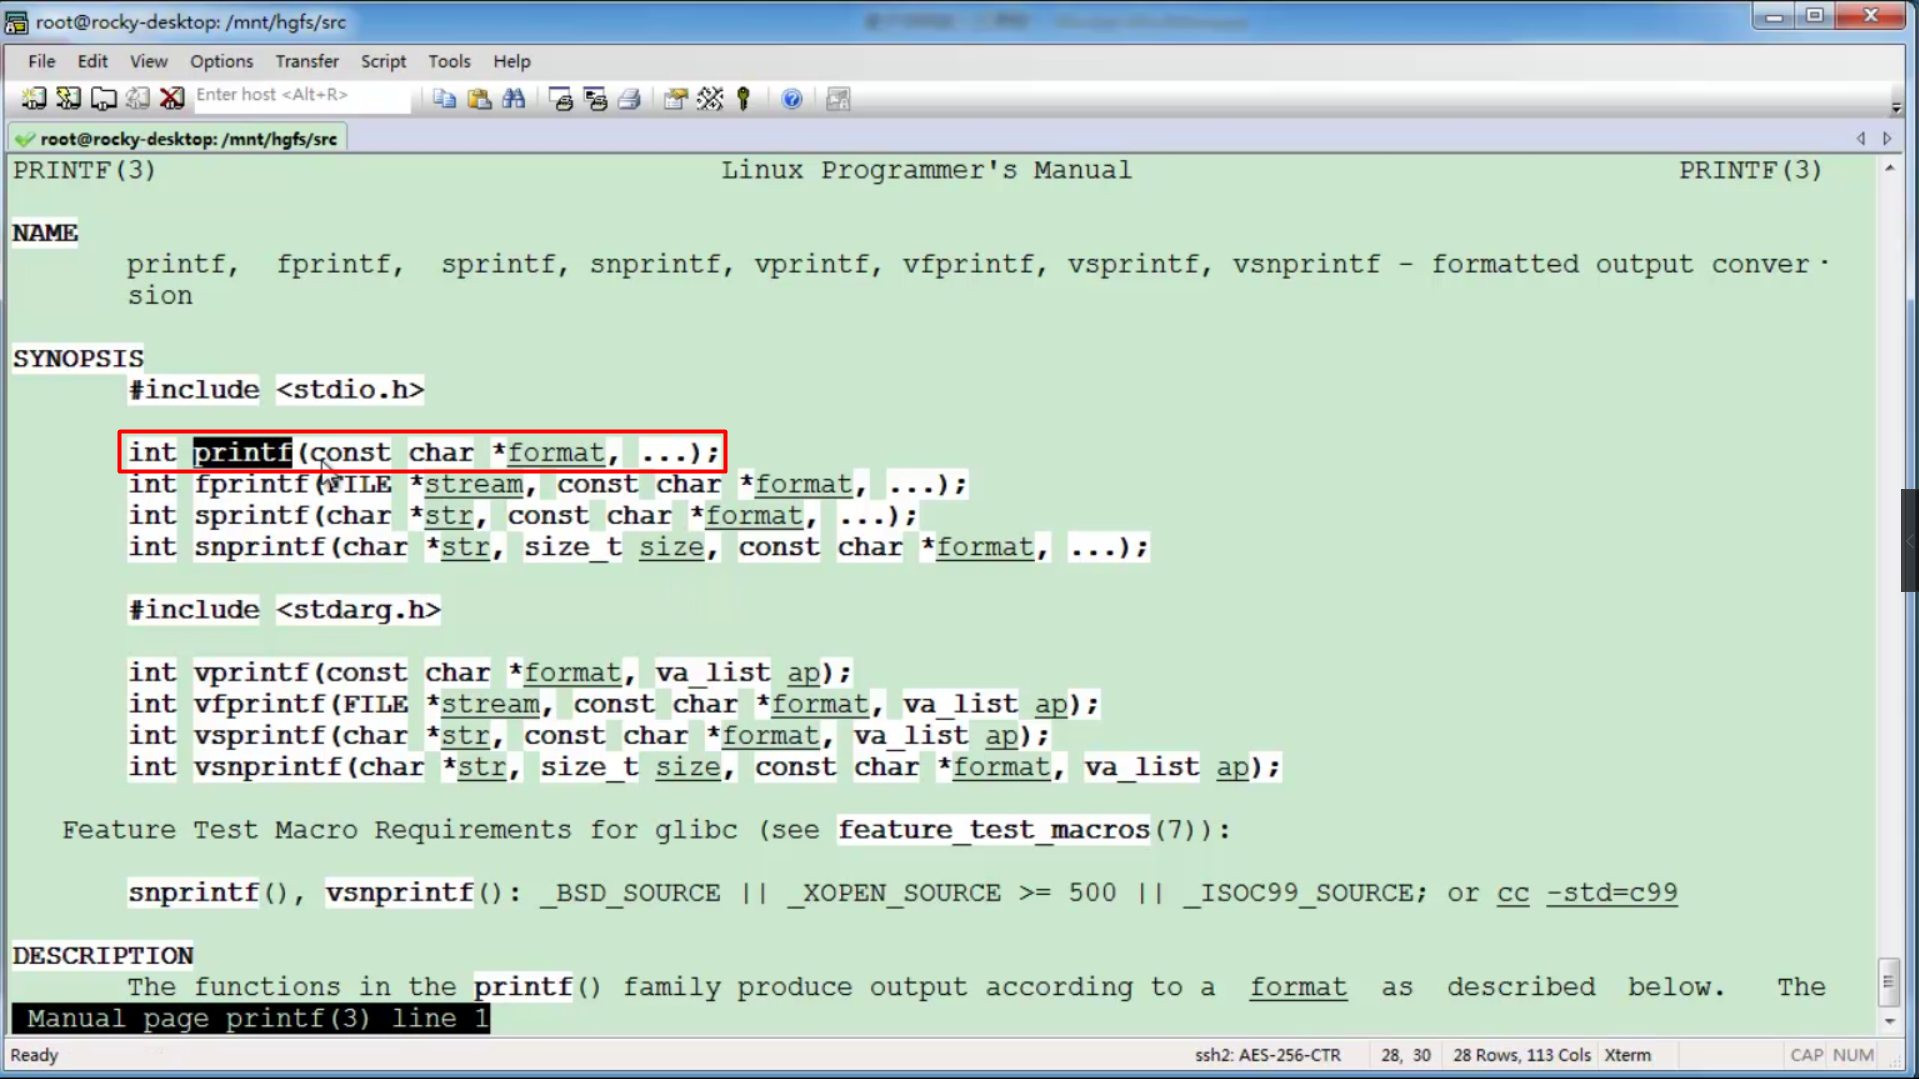 root@rocky-desktop: /mnt/hgfs/src
File Edit View Options Transfer Script Tools Help
Enter host <Alt+R>
root@rocky-desktop: /mnt/hgfs/src
PRINTF(3) Linux Programmer's Manual PRINTF(3)
NAME
printf, fprintf, sprintf, snprintf, vprintf, vfprintf, vsprintf, vsnprintf - formatted output conver‐
sion
SYNOPSIS
#include <stdio.h>
int printf(const char *format, ...);
int fprintf(FILE *stream, const char *format, ...);
int sprintf(char *str, const char *format, ...);
int snprintf(char *str, size_t size, const char *format, ...);
#include <stdarg.h>
int vprintf(const char *format, va_list ap);
int vfprintf(FILE *stream, const char *format, va_list ap);
int vsprintf(char *str, const char *format, va_list ap);
int vsnprintf(char *str, size_t size, const char *format, va_list ap);
Feature Test Macro Requirements for glibc (see feature_test_macros(7)):
snprintf(), vsnprintf(): _BSD_SOURCE || _XOPEN_SOURCE >= 500 || _ISOC99_SOURCE; or cc -std=c99
DESCRIPTION
The functions in the printf() family produce output according to a format as described below. The
Manual page printf(3) line 1
Ready ssh2: AES-256-CTR 28, 30 28 Rows, 113 Cols Xterm CAP NUM